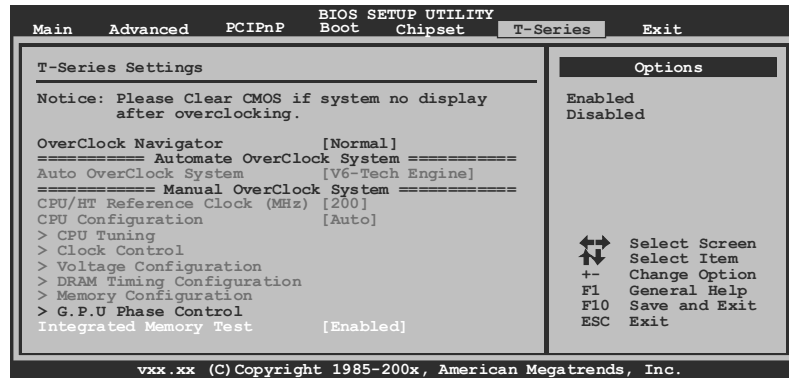 BIOS SETUP UTILITY
Main Advanced PCIPnP Boot Chipset T-Series Exit
T-Series Settings
Notice: Please Clear CMOS if system no display
after overclocking.
OverClock Navigator [Normal]
=========== Automate OverClock System ===========
Auto OverClock System [V6-Tech Engine]
============ Manual OverClock System ============
CPU/HT Reference Clock (MHz) [200]
CPU Configuration [Auto]
> CPU Tuning
> Clock Control
> Voltage Configuration
> DRAM Timing Configuration
> Memory Configuration
> G.P.U Phase Control
Integrated Memory Test [Enabled]
Options
Enabled
Disabled
Select Screen
Select Item
+- Change Option
F1 General Help
F10 Save and Exit
ESC Exit
vxx.xx (C)Copyright 1985-200x, American Megatrends, Inc.